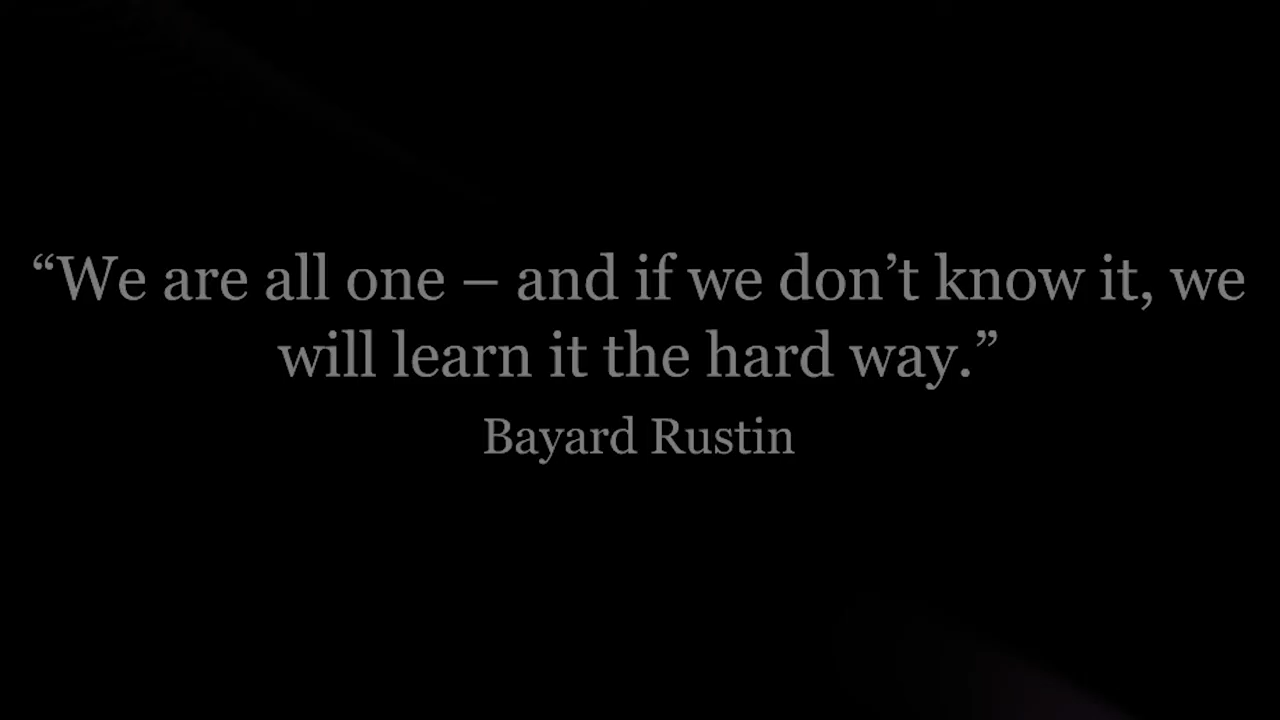 “We are all one – and if we don’t know it, we
will learn it the hard way.”
Bayard Rustin